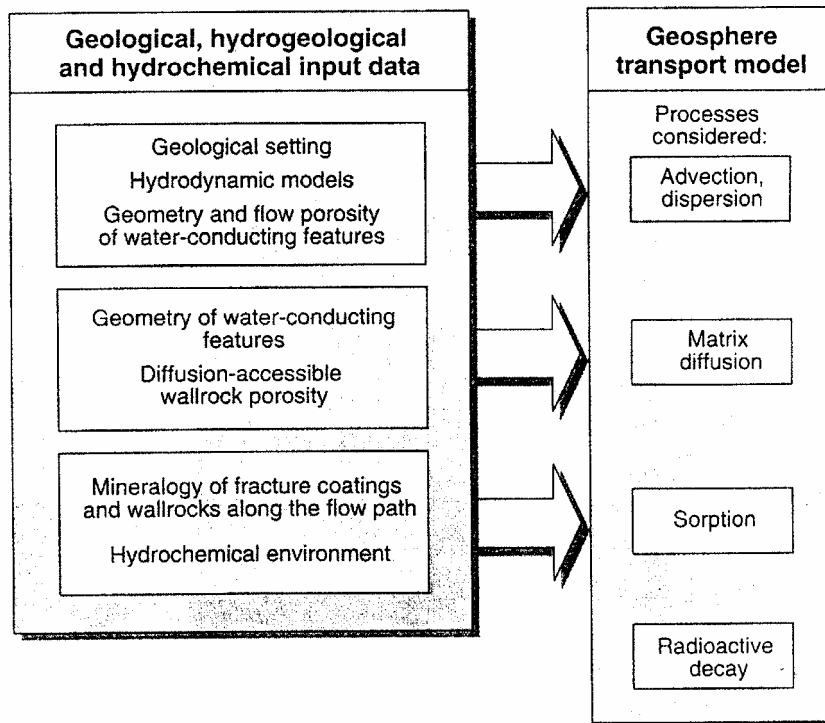 Geological, hydrogeological
and hydrochemical input data
Geological setting
Hydrodynamic models
Geometry and flow porosity
of water-conducting features
Geometry of water-conducting
features
Diffusion-accessible
wallrock porosity
Mineralogy of fracture coatings
and wallrocks along the flow path
Hydrochemical environment
Geosphere
transport model
Processes
considered:
Advection,
dispersion
Matrix
diffusion
Sorption
Radioactive
decay